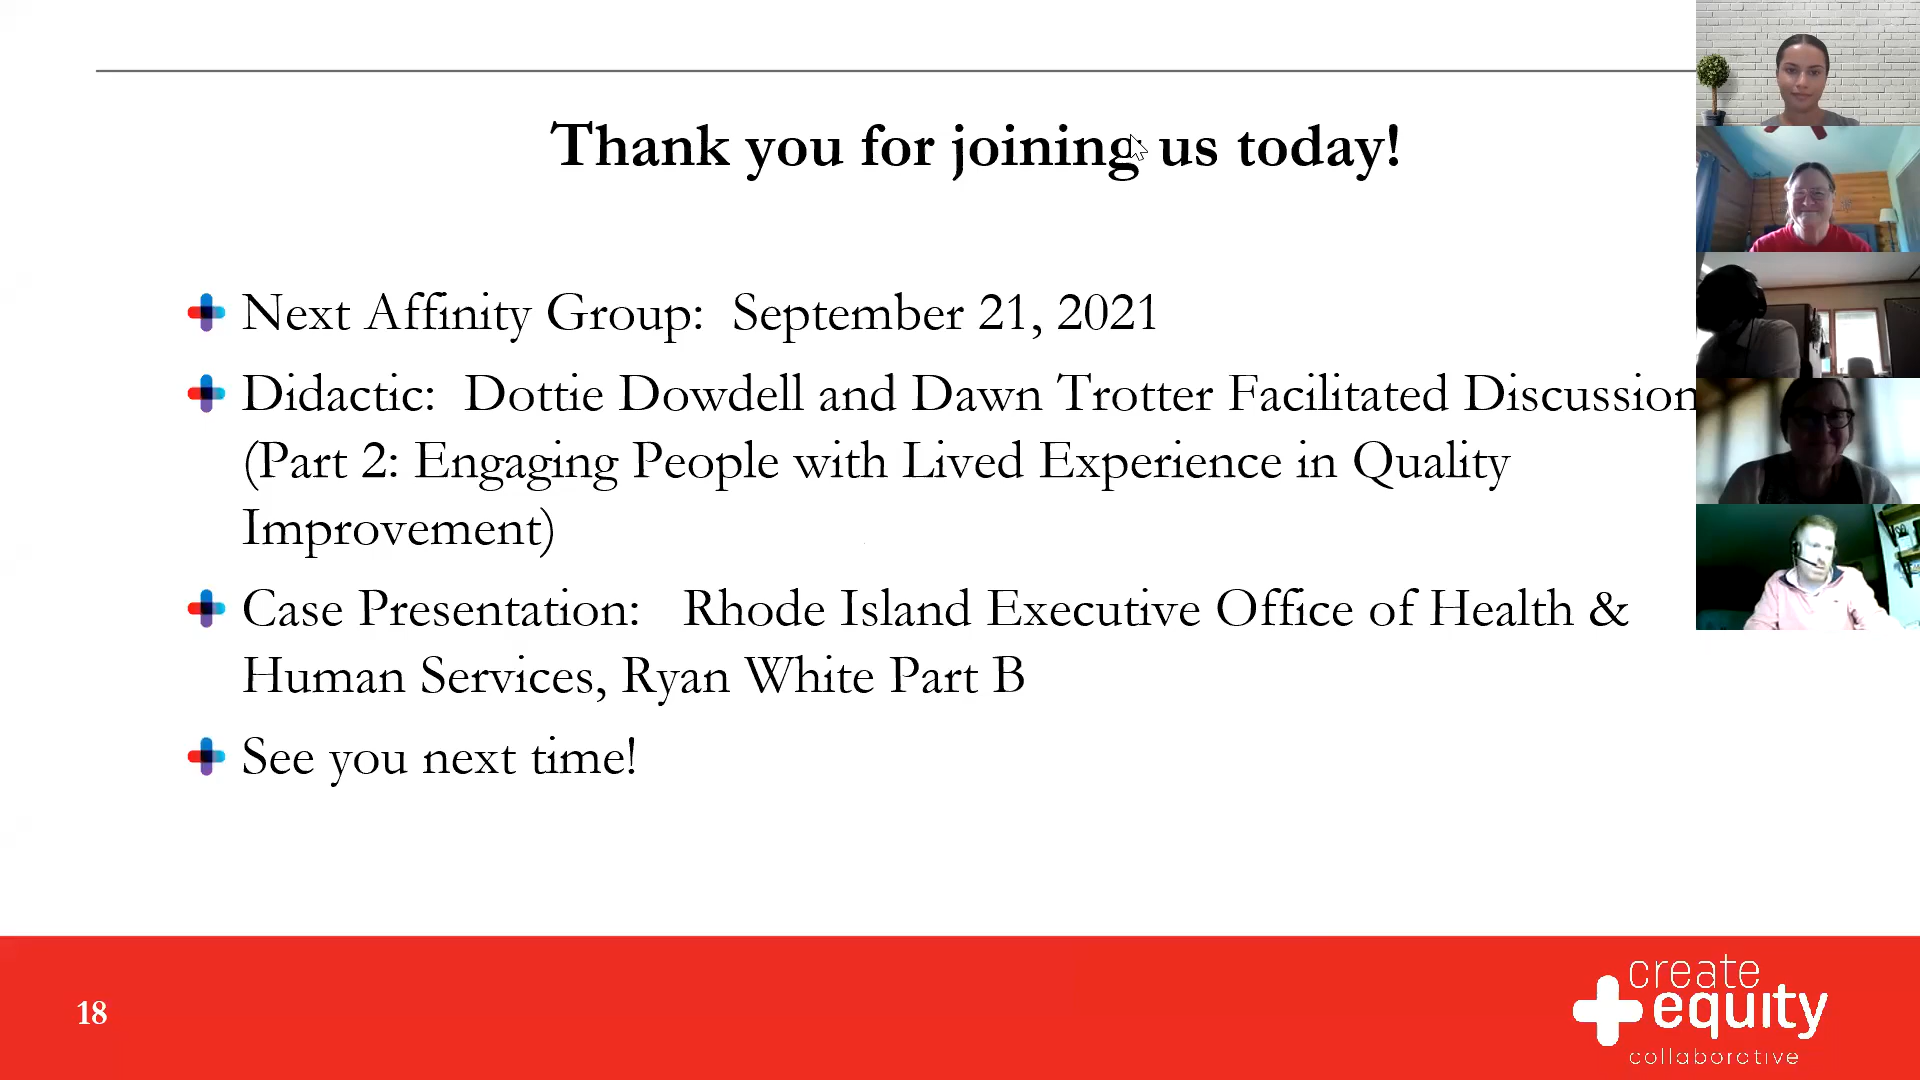 Thank you for joining us today!
Next Affinity Group: September 21, 2021
Didactic: Dottie Dowdell and Dawn Trotter Facilitated Discussion
(Part 2: Engaging People with Lived Experience in Quality
Improvement)
Case Presentation: Rhode Island Executive Office of Health &
Human Services, Ryan White Part B
See you next time!
18
create
equity
collaborative